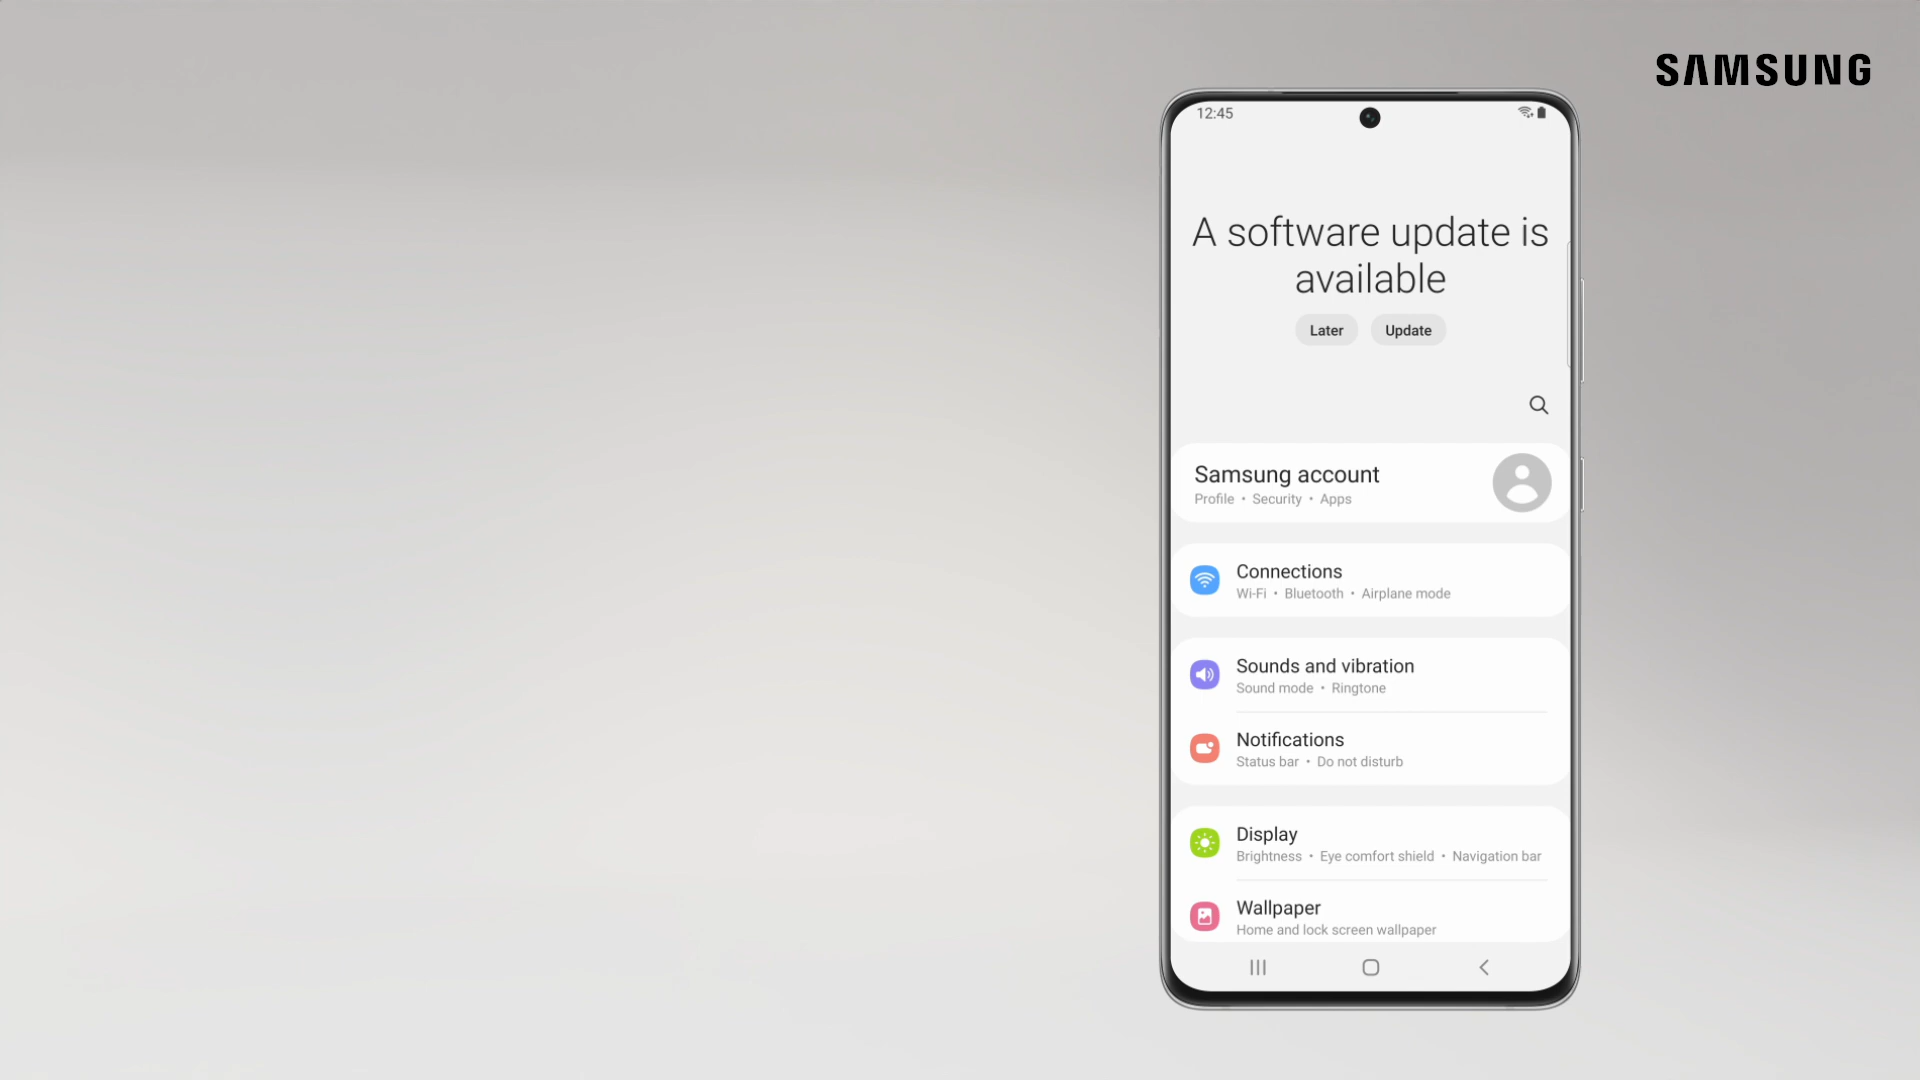 SAMSUNG
12:45
A software update is
available
Later Update
Samsung account
Profile • Security • Apps
Connections
Wi-Fi • Bluetooth • Airplane mode
Sounds and vibration
Sound mode • Ringtone
Notifications
Status bar • Do not disturb
Display
Brightness • Eye comfort shield • Navigation bar
Wallpaper
Home and lock screen wallpaper